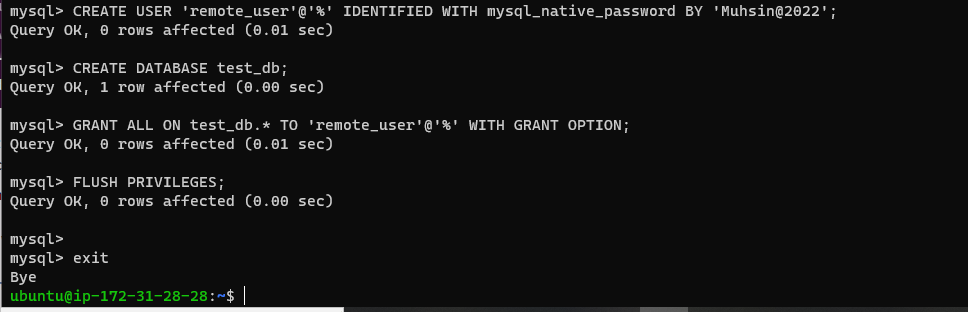 mysql> CREATE USER 'remote_user'@'%' IDENTIFIED WITH mysql_native_password BY 'Muhsin@2022';
Query OK, 0 rows affected (0.01 sec)
mysql> CREATE DATABASE test_db;
Query OK, 1 row affected (0.00 sec)
mysql> GRANT ALL ON test_db.* TO 'remote_user'@'%' WITH GRANT OPTION;
Query OK, 0 rows affected (0.01 sec)
mysql> FLUSH PRIVILEGES;
Query OK, 0 rows affected (0.00 sec)
mysql>
mysql> exit
Bye
ubuntu@ip-172-31-28-28:~$